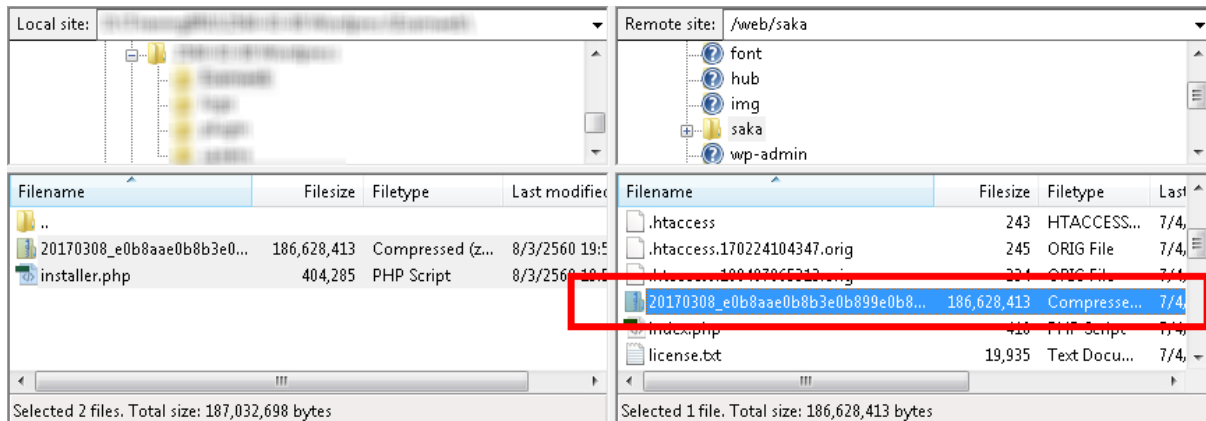 Local site:
Filename Filesize Filetype Last modified
..
20170308_e0b8aae0b8b3e0... 186,628,413 Compressed (z... 8/3/2560 19:5
installer.php 404,285 PHP Script 8/3/2560
Selected 2 files. Total size: 187,032,698 bytes
Remote site: /web/saka
font
hub
img
saka
wp-admin
Filename Filesize Filetype Last
.htaccess 243 HTACCESS... 7/4,
.htaccess.170224104347.orig 245 ORIG File 7/4,
20170308_e0b8aae0b8b3e0b899e0b8... 186,628,413 Compresse... 7/4,
index.php PHP Script 7/4,
license.txt 19,935 Text Docu... 7/4,
Selected 1 file. Total size: 186,628,413 bytes